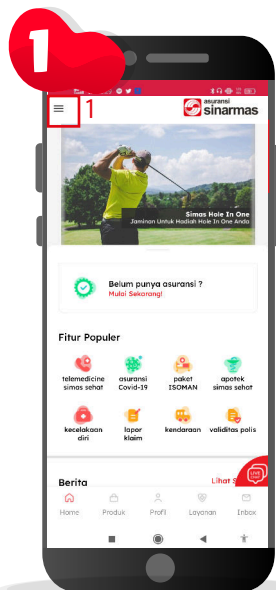 1
1
asuransi
sinarmas
Simas Hole In One
Jaminan Untuk Hadiah Hole In One Anda
Belum punya asuransi ?
Mulai Sekarang!
Fitur Populer
telemedicine
simas sehat
asuransi
Covid-19
paket
ISOMAN
apotek
simas sehat
kecelakaan
diri
lapor
klaim
kendaraan
validitas polis
Berita
Lihat S
LIVE
Home
Produk
Profil
Layanan
Inbox